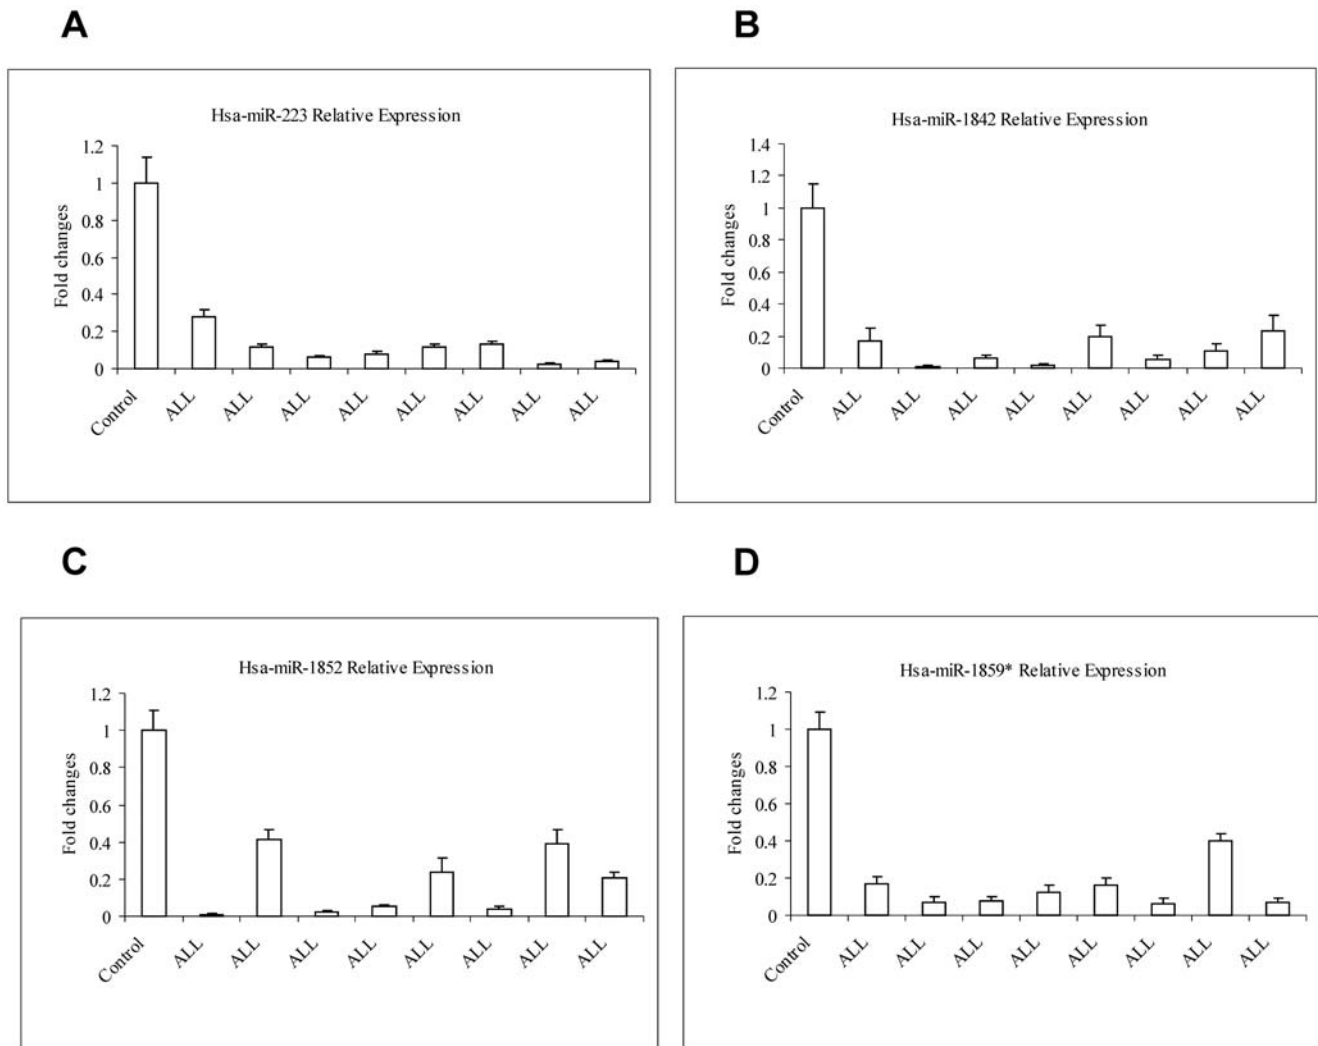 A
Hsa-miR-223 Relative Expression
Fold changes
1.2
1
0.8
0.6
0.4
0.2
0
Control
ALL
ALL
ALL
ALL
ALL
ALL
ALL
ALL
B
Hsa-miR-1842 Relative Expression
Fold changes
1.4
1.2
1
0.8
0.6
0.4
0.2
0
Control
ALL
ALL
ALL
ALL
ALL
ALL
ALL
ALL
C
Hsa-miR-1852 Relative Expression
Fold changes
1.2
1
0.8
0.6
0.4
0.2
0
Control
ALL
ALL
ALL
ALL
ALL
ALL
ALL
ALL
D
Hsa-miR-1859* Relative Expression
Fold changes
1.2
1
0.8
0.6
0.4
0.2
0
Control
ALL
ALL
ALL
ALL
ALL
ALL
ALL
ALL